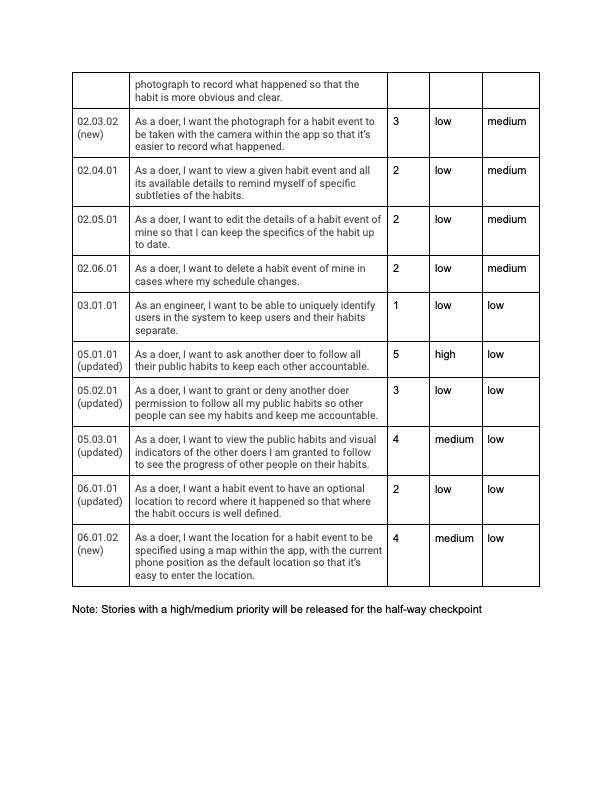 photograph to record what happened so that the
habit is more obvious and clear.
02.03.02 As a doer, I want the photograph for a habit event to 3 low medium
(new) be taken with the camera within the app so that it's
easier to record what happened.
02.04.01 As a doer, I want to view a given habit event and all 2 low medium
its available details to remind myself of specific
subtleties of the habits.
02.05.01 As a doer, I want to edit the details of a habit event of 2 low medium
mine so that I can keep the specifics of the habit up
to date.
02.06.01 As a doer, I want to delete a habit event of mine in 2 low medium
cases where my schedule changes.
03.01.01 As an engineer, I want to be able to uniquely identify 1 low low
users in the system to keep users and their habits
separate.
05.01.01 As a doer, I want to ask another doer to follow all 5 high low
(updated) their public habits to keep each other accountable.
05.02.01 As a doer, I want to grant or deny another doer 3 low low
(updated) permission to follow all my public habits so other
people can see my habits and keep me accountable.
05.03.01 As a doer, I want to view the public habits and visual 4 medium low
(updated) indicators of the other doers I am granted to follow
to see the progress of other people on their habits.
06.01.01 As a doer, I want a habit event to have an optional 2 low low
(updated) location to record where it happened so that where
the habit occurs is well defined.
06.01.02 As a doer, I want the location for a habit event to be 4 medium low
(new) specified using a map within the app, with the current
phone position as the default location so that it's
easy to enter the location.
Note: Stories with a high/medium priority will be released for the half-way checkpoint